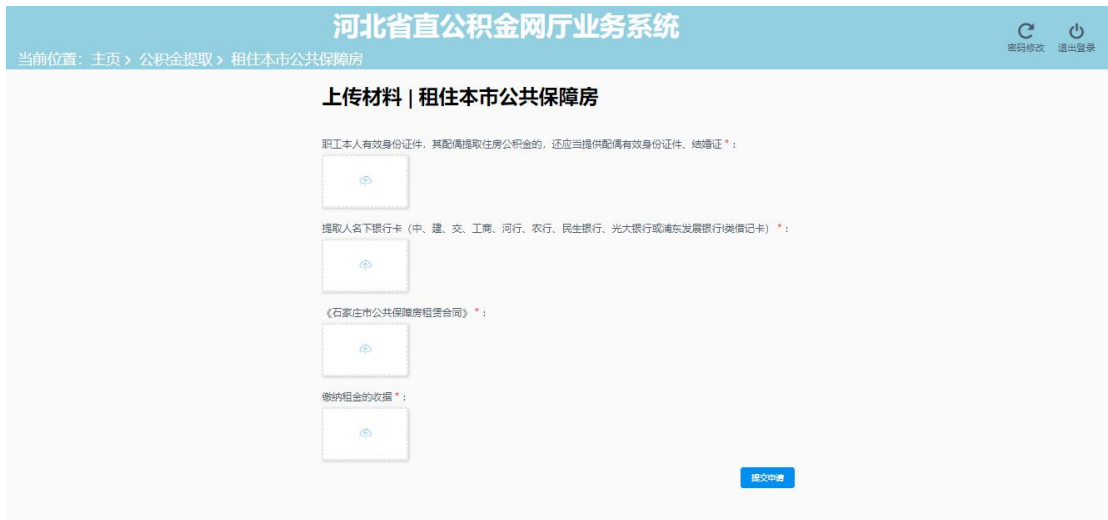 河北省直公积金网厅业务系统
密码修改 退出登录
当前位置：主页 > 公积金提取 > 租住本市公共保障房
上传材料 | 租住本市公共保障房
职工本人有效身份证件，其配偶提取住房公积金的，还应当提供配偶有效身份证件、结婚证 *：
提取人名下银行卡（中、建、交、工商、河行、农行、民生银行、光大银行或浦东发展银行I类借记卡） *：
《石家庄市公共保障房租赁合同》 *：
缴纳租金的收据 *：
提交申请